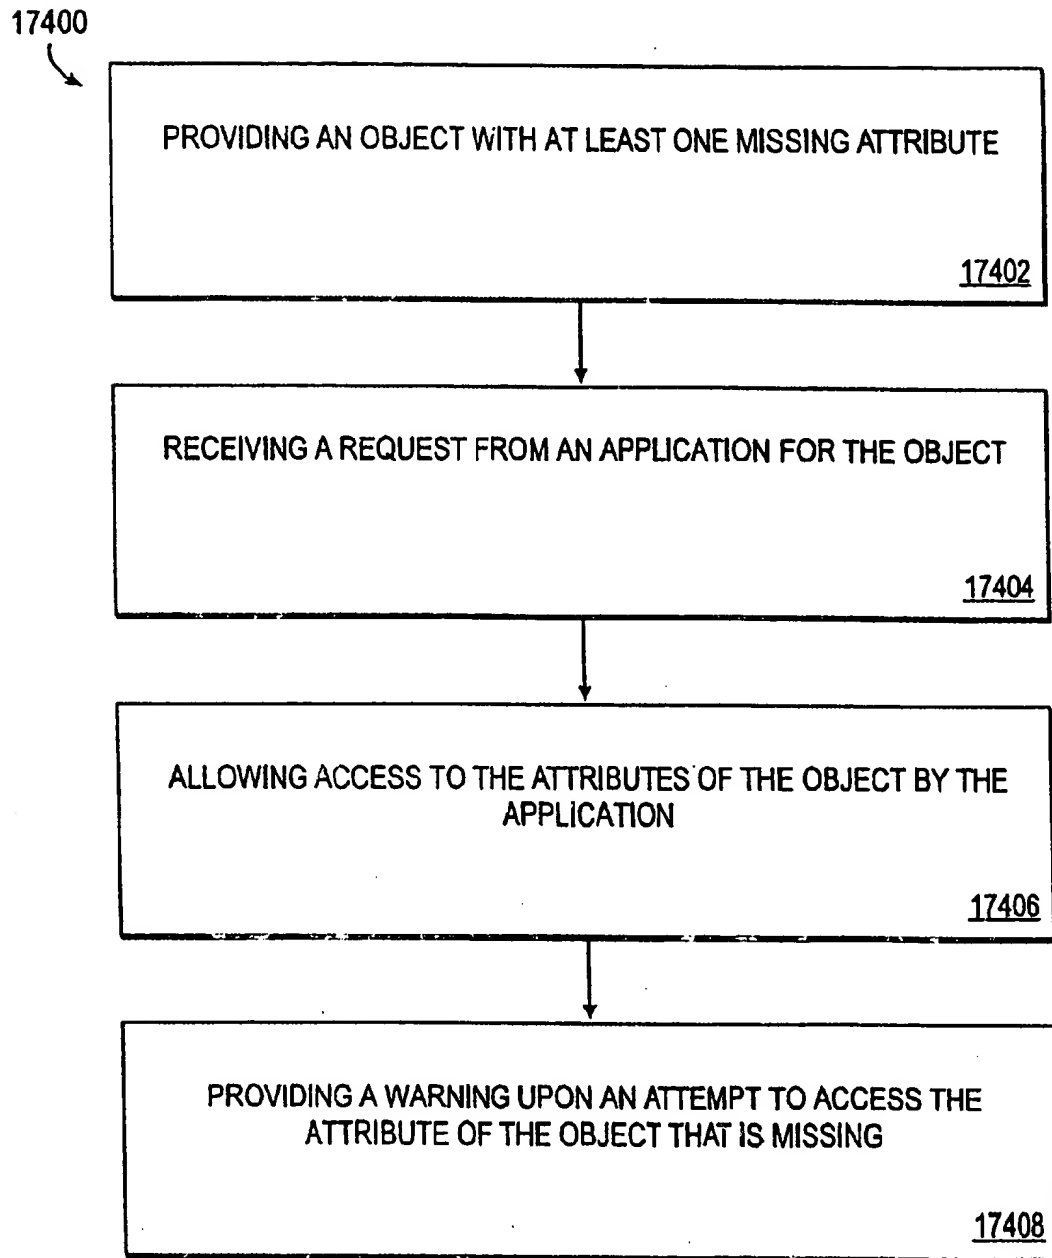 17400
PROVIDING AN OBJECT WITH AT LEAST ONE MISSING ATTRIBUTE
17402
RECEIVING A REQUEST FROM AN APPLICATION FOR THE OBJECT
17404
ALLOWING ACCESS TO THE ATTRIBUTES OF THE OBJECT BY THE
APPLICATION
17406
PROVIDING A WARNING UPON AN ATTEMPT TO ACCESS THE
ATTRIBUTE OF THE OBJECT THAT IS MISSING
17408